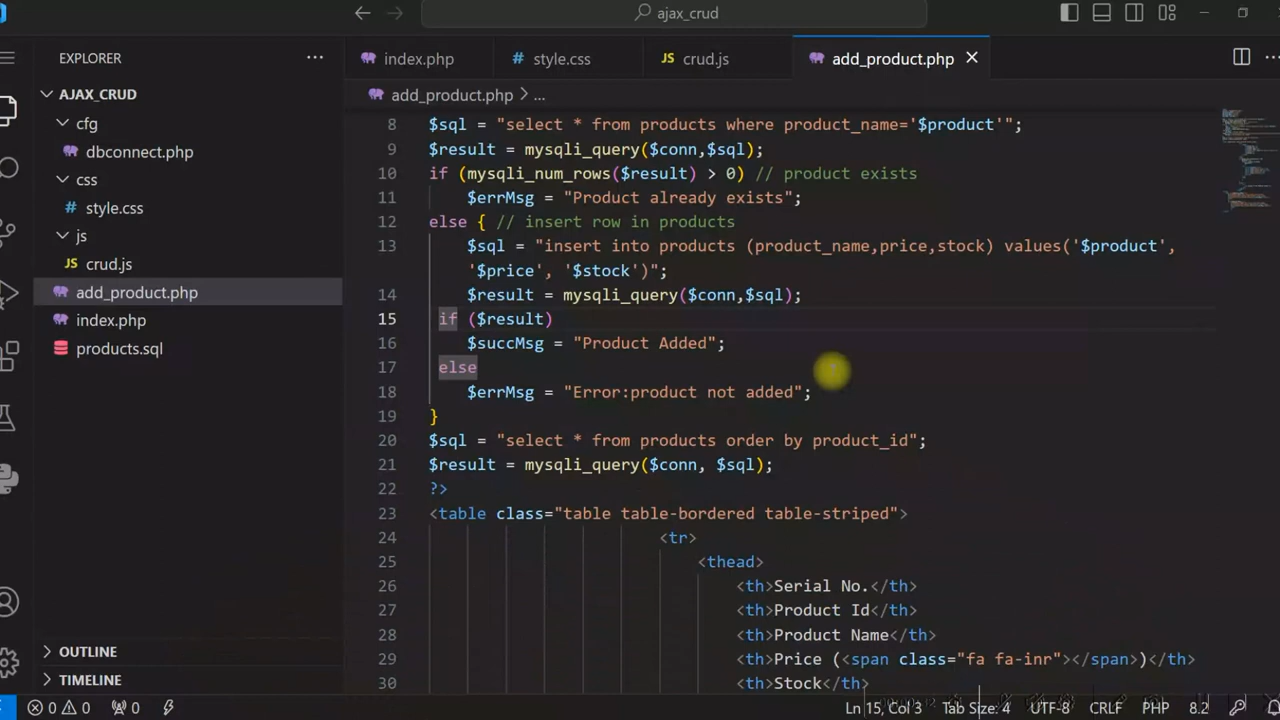 ajax_crud
EXPLORER
index.php
style.css
crud.js
add_product.php
AJAX_CRUD
cfg
dbconnect.php
css
style.css
js
crud.js
add_product.php
index.php
products.sql
OUTLINE
TIMELINE
add_product.php > ...
8 $sql = "select * from products where product_name='$product'";
9 $result = mysqli_query($conn,$sql);
10 if (mysqli_num_rows($result) > 0) // product exists
11 $errMsg = "Product already exists";
12 else { // insert row in products
13 $sql = "insert into products (product_name,price,stock) values('$product',
'$price', '$stock')";
14 $result = mysqli_query($conn,$sql);
15 if ($result)
16 $succMsg = "Product Added";
17 else
18 $errMsg = "Error:product not added";
19 }
20 $sql = "select * from products order by product_id";
21 $result = mysqli_query($conn, $sql);
22 ?>
23 <table class="table table-bordered table-striped">
24 <tr>
25 <thead>
26 <th>Serial No.</th>
27 <th>Product Id</th>
28 <th>Product Name</th>
29 <th>Price (<span class="fa fa-inr"></span>)</th>
30 <th>Stock</th>
0 0 0 Ln 15, Col 3 Tab Size: 4 UTF-8 CRLF PHP 8.2